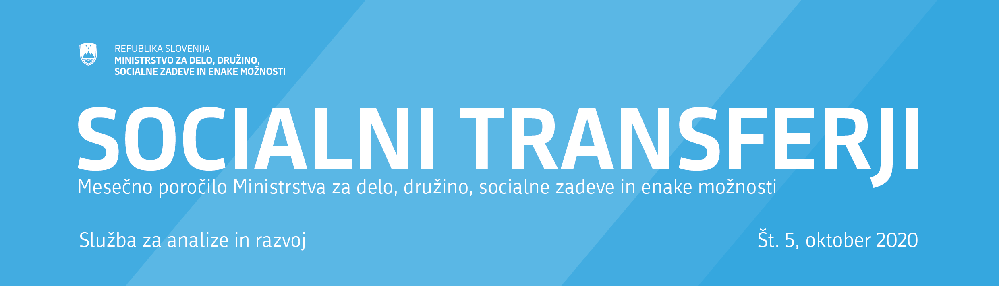 REPUBLIKA SLOVENIJA
MINISTRSTVO ZA DELO, DRUŽINO,
SOCIALNE ZADEVE IN ENAKE MOŽNOSTI
SOCIALNI TRANSFERJI
Mesečno poročilo Ministrstva za delo, družino, socialne zadeve in enake možnosti
Služba za analize in razvoj
Št. 5, oktober 2020